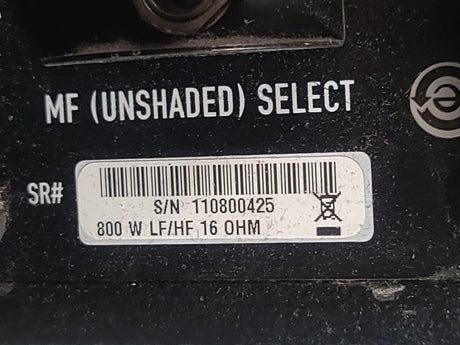 MF (UNSHADED) SELECT
SR#
S/N 110800425
800 W LF/HF 16 OHM